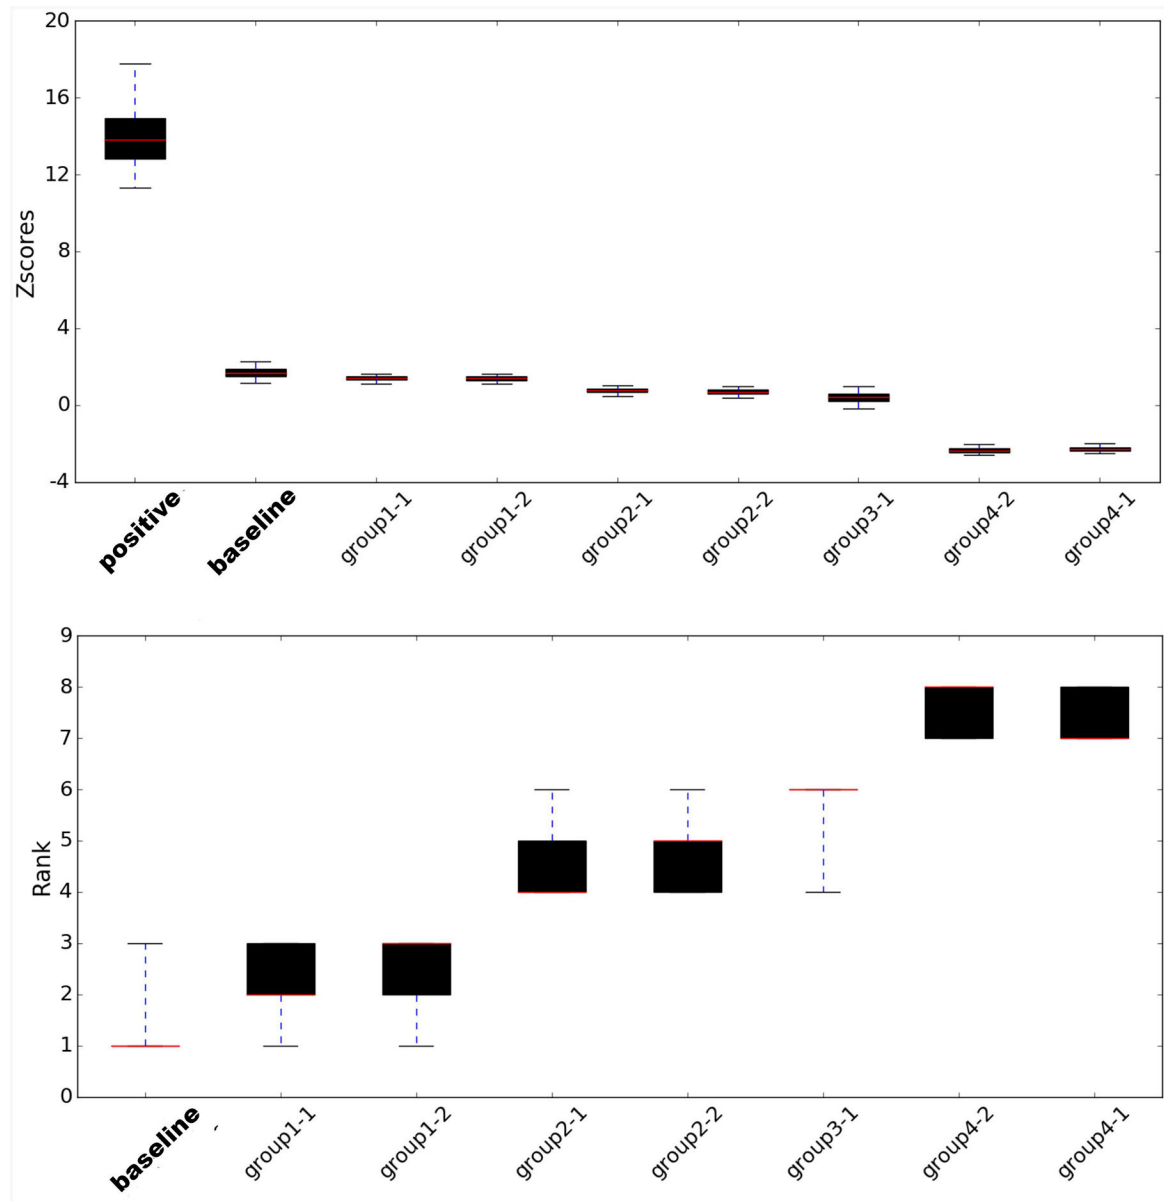 20
16
12
8
4
0
-4
Zscores
positive
baseline
group1-1
group1-2
group2-1
group2-2
group3-1
group4-2
group4-1
9
8
7
6
5
4
3
2
1
0
Rank
baseline
group1-1
group1-2
group2-1
group2-2
group3-1
group4-2
group4-1